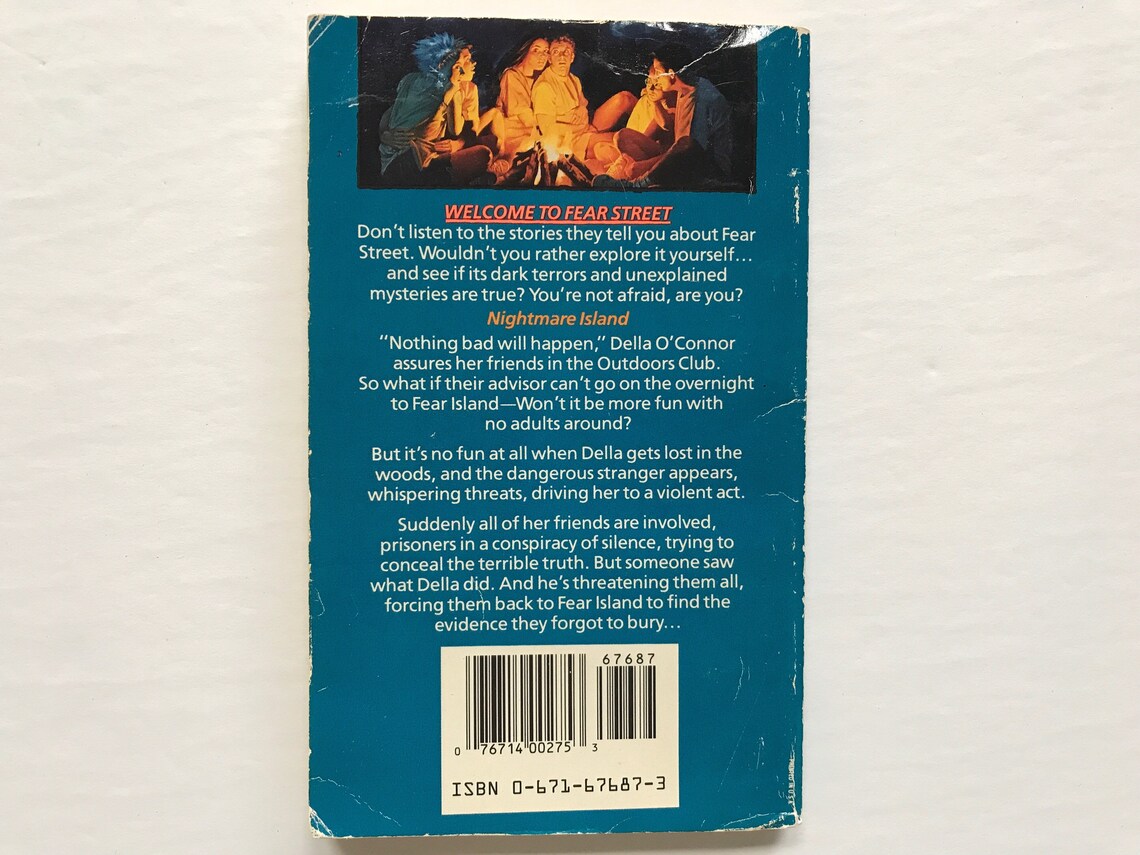 WELCOME TO FEAR STREET
Don't listen to the stories they tell you about Fear
Street. Wouldn't you rather explore it yourself...
and see if its dark terrors and unexplained
mysteries are true? You're not afraid, are you?
Nightmare Island
"Nothing bad will happen," Della O'Connor
assures her friends in the Outdoors Club.
So what if their advisor can't go on the overnight
to Fear Island—Won't it be more fun with
no adults around?
But it's no fun at all when Della gets lost in the
woods, and the dangerous stranger appears,
whispering threats, driving her to a violent act.
Suddenly all of her friends are involved,
prisoners in a conspiracy of silence, trying to
conceal the terrible truth. But someone saw
what Della did. And he's threatening them all,
forcing them back to Fear Island to find the
evidence they forgot to bury...
67687
0 76714 00275 3
ISBN 0-671-67687-3